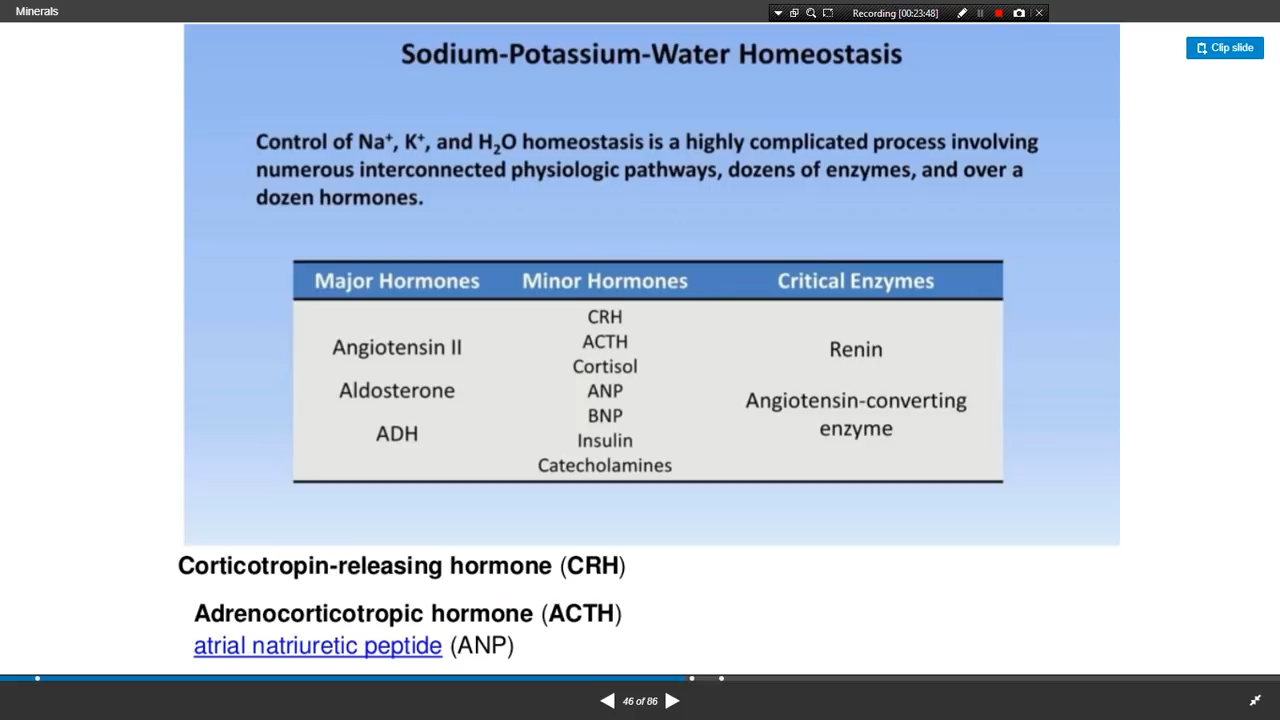 Minerals
Recording [00:23:48]
Clip slide
Sodium-Potassium-Water Homeostasis
Control of Na⁺, K⁺, and H₂O homeostasis is a highly complicated process involving
numerous interconnected physiologic pathways, dozens of enzymes, and over a
dozen hormones.
Major Hormones Minor Hormones Critical Enzymes
CRH
ACTH
Angiotensin II Renin
Cortisol
Aldosterone ANP
Angiotensin-converting
BNP
enzyme
ADH
Insulin
Catecholamines
Corticotropin-releasing hormone (CRH)
Adrenocorticotropic hormone (ACTH)
atrial natriuretic peptide (ANP)
46 of 86